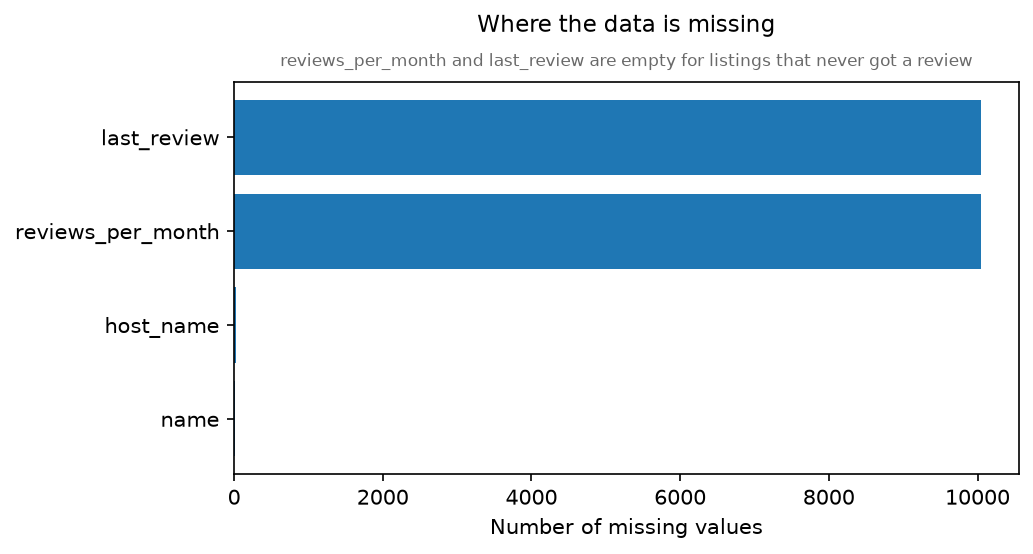 Where the data is missing
reviews_per_month and last_review are empty for listings that never got a review
last_review
reviews_per_month
host_name
name
0 2000 4000 6000 8000 10000
Number of missing values